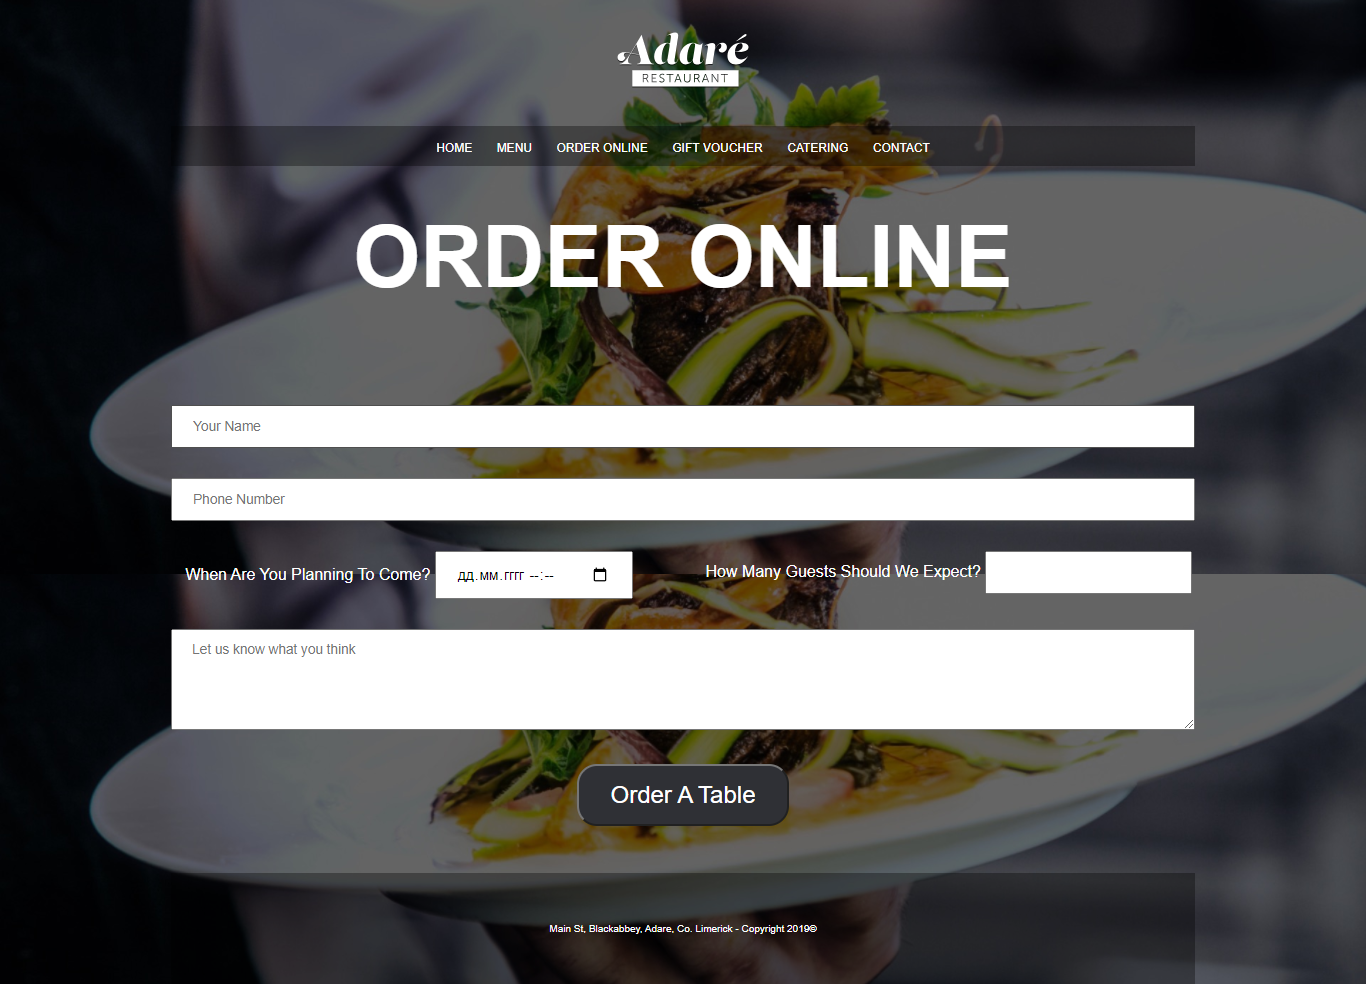 Adaré
RESTAURANT
HOME MENU ORDER ONLINE GIFT VOUCHER CATERING CONTACT
ORDER ONLINE
Your Name
Phone Number
When Are You Planning To Come? дд.мм.гггг --:-- How Many Guests Should We Expect?
Let us know what you think
Order A Table
Main St, Blackabbey, Adare, Co. Limerick - Copyright 2019©